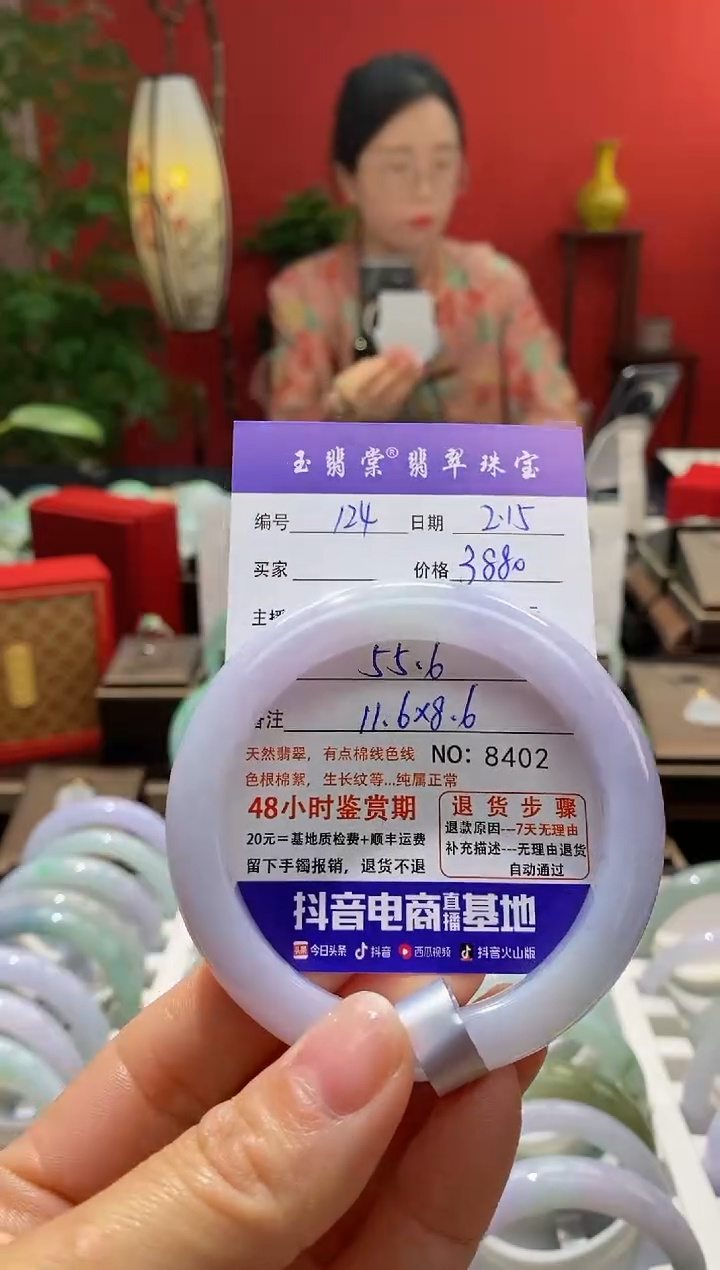 玉翡棠®翡翠珠宝
编号 124 日期 2.15
买家 价格 3880
主播
55.6
备注 11.6×8.6
天然翡翠，有点棉线色线 NO: 8402
色根棉絮，生长纹等...纯属正常
48小时鉴赏期
20元=基地质检费+顺丰运费
留下手镯报销，退货不退
退货步骤
退款原因---7天无理由
补充描述---无理由退货
自动通过
抖音电商直播基地
头条 今日头条 抖音 西瓜视频 抖音火山版